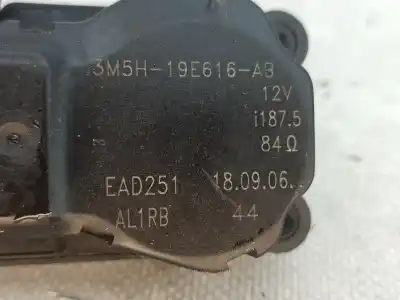 3M5H-19E616-AB
12V
i187.5
84Ω
EAD251 18.09.06
AL1RB 44